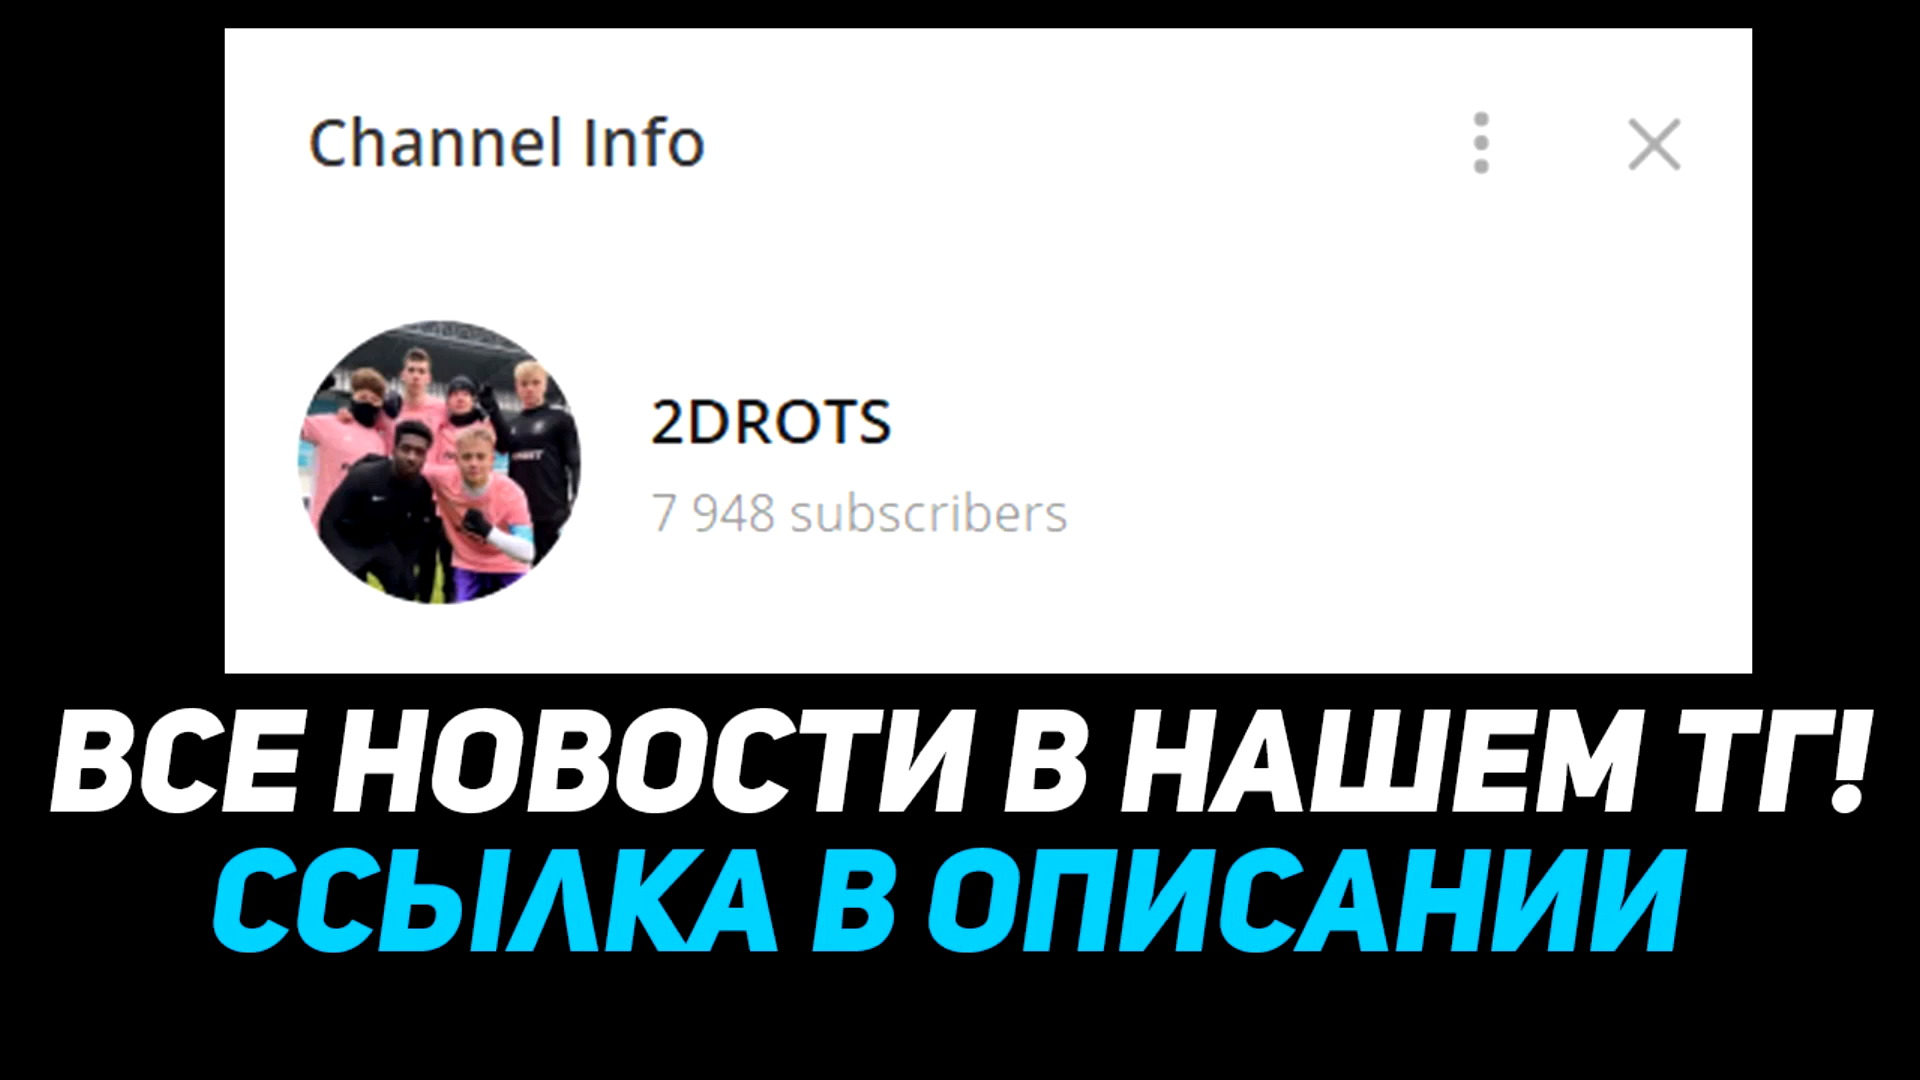 Channel Info
2DROTS
7 948 subscribers
ВСЕ НОВОСТИ В НАШЕМ ТГ!
ССЫЛКА В ОПИСАНИИ